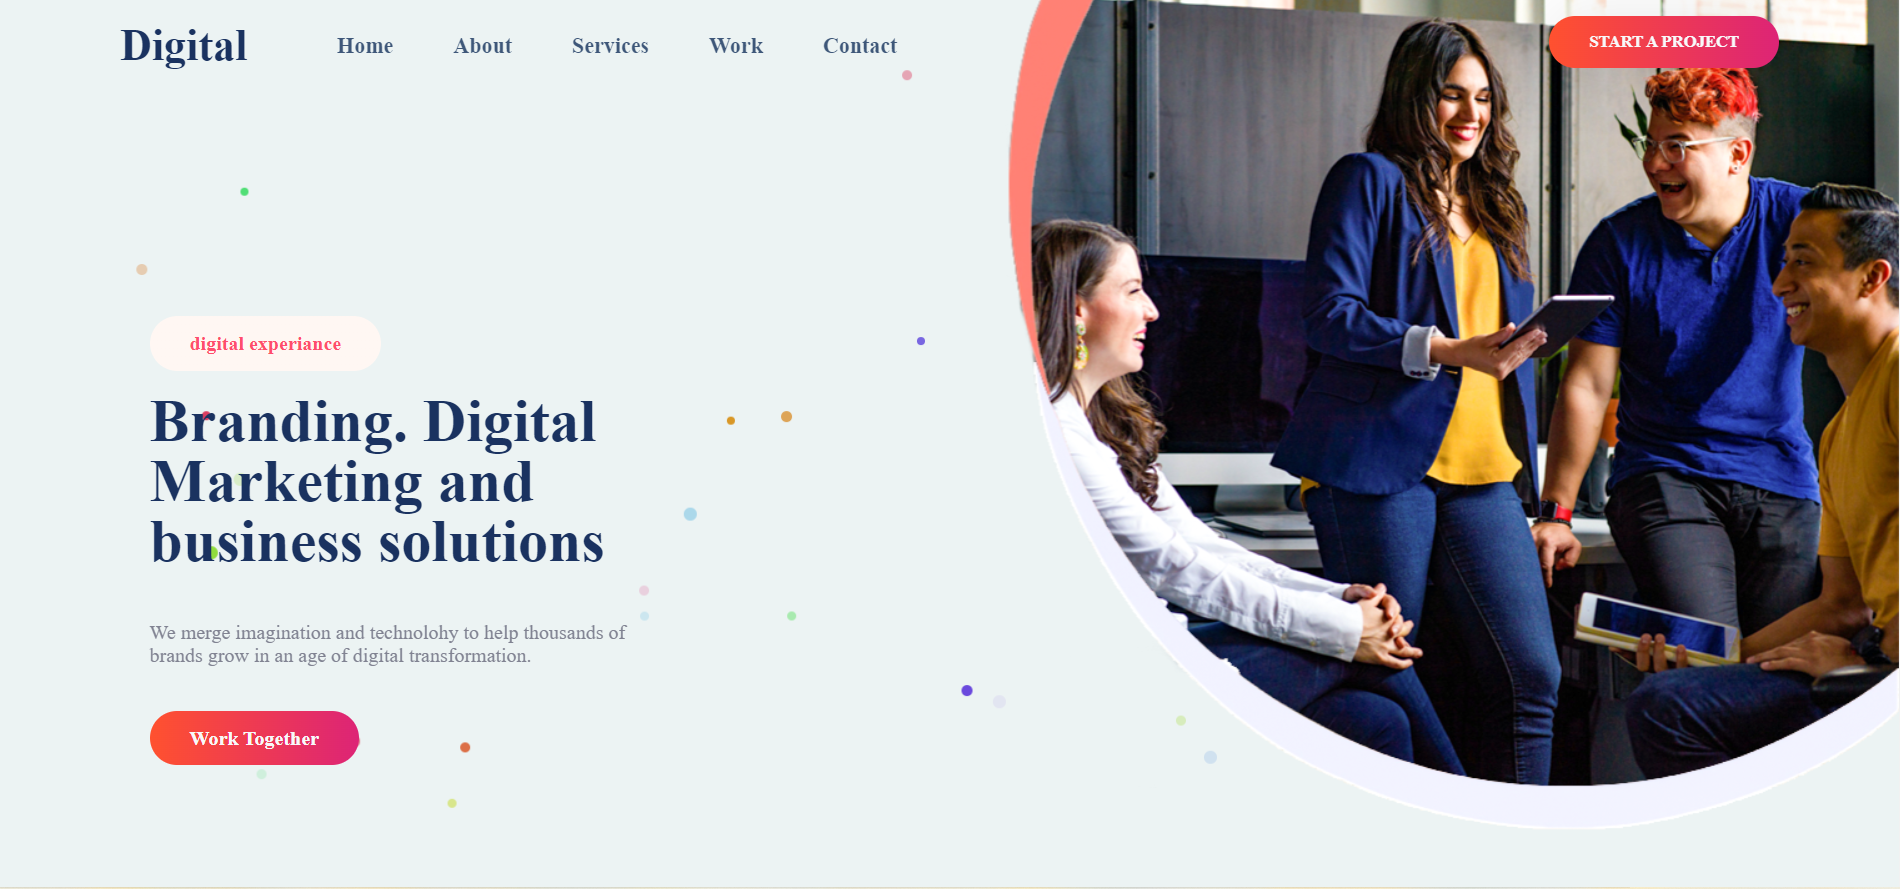 Digital
Home
About
Services
Work
Contact
START A PROJECT
digital experiance
Branding. Digital
Marketing and
business solutions
We merge imagination and technolohy to help thousands of
brands grow in an age of digital transformation.
Work Together